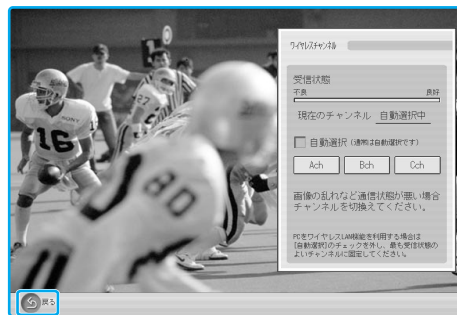 ワイヤレスチャンネル
受信状態
不良 良好
現在のチャンネル 自動選択中
自動選択 (通常は自動選択です)
Ach Bch Cch
画像の乱れなど通信状態が悪い場合
チャンネルを切換えてください。
PCをワイヤレスLAN機能を利用する場合は
[自動選択]のチェックを外し、最も受信状態の
よいチャンネルに固定してください。
SONY
16
27
80
戻る